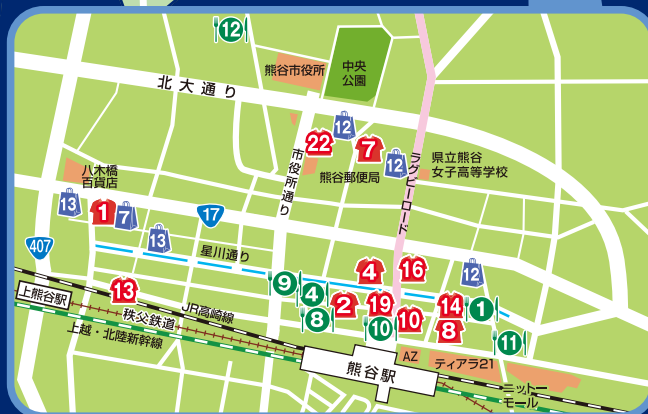 12
熊谷市役所
中央
公園
北大通り
12
22
7
12
市役所通り
熊谷郵便局
ラグビーロード
県立熊谷
女子高等学校
八木橋
百貨店
13
1
7
17
13
407
星川通り
9
4
16
12
4
2
19
14
1
13
8
10
10
8
11
上熊谷駅
秩父鉄道
JR高崎線
上越・北陸新幹線
熊谷駅
AZ
ティアラ21
ニットー
モール